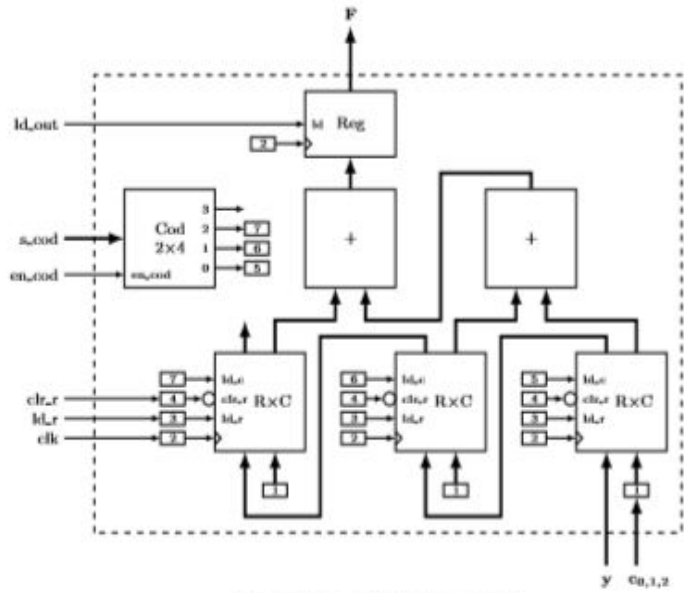 F
ld_out
ld Reg
2
3
Cod 2 7
2×4 1 6
0 5
s_cod
en_cod
en_cod
+
+
7 ld_c
clr_r 4 clr_r R×C
ld_r 3 ld_r
clk 2
1
6 ld_c
4 clr_r R×C
3 ld_r
2
1
5 ld_c
4 clr_r R×C
3 ld_r
2
1
y c0,1,2